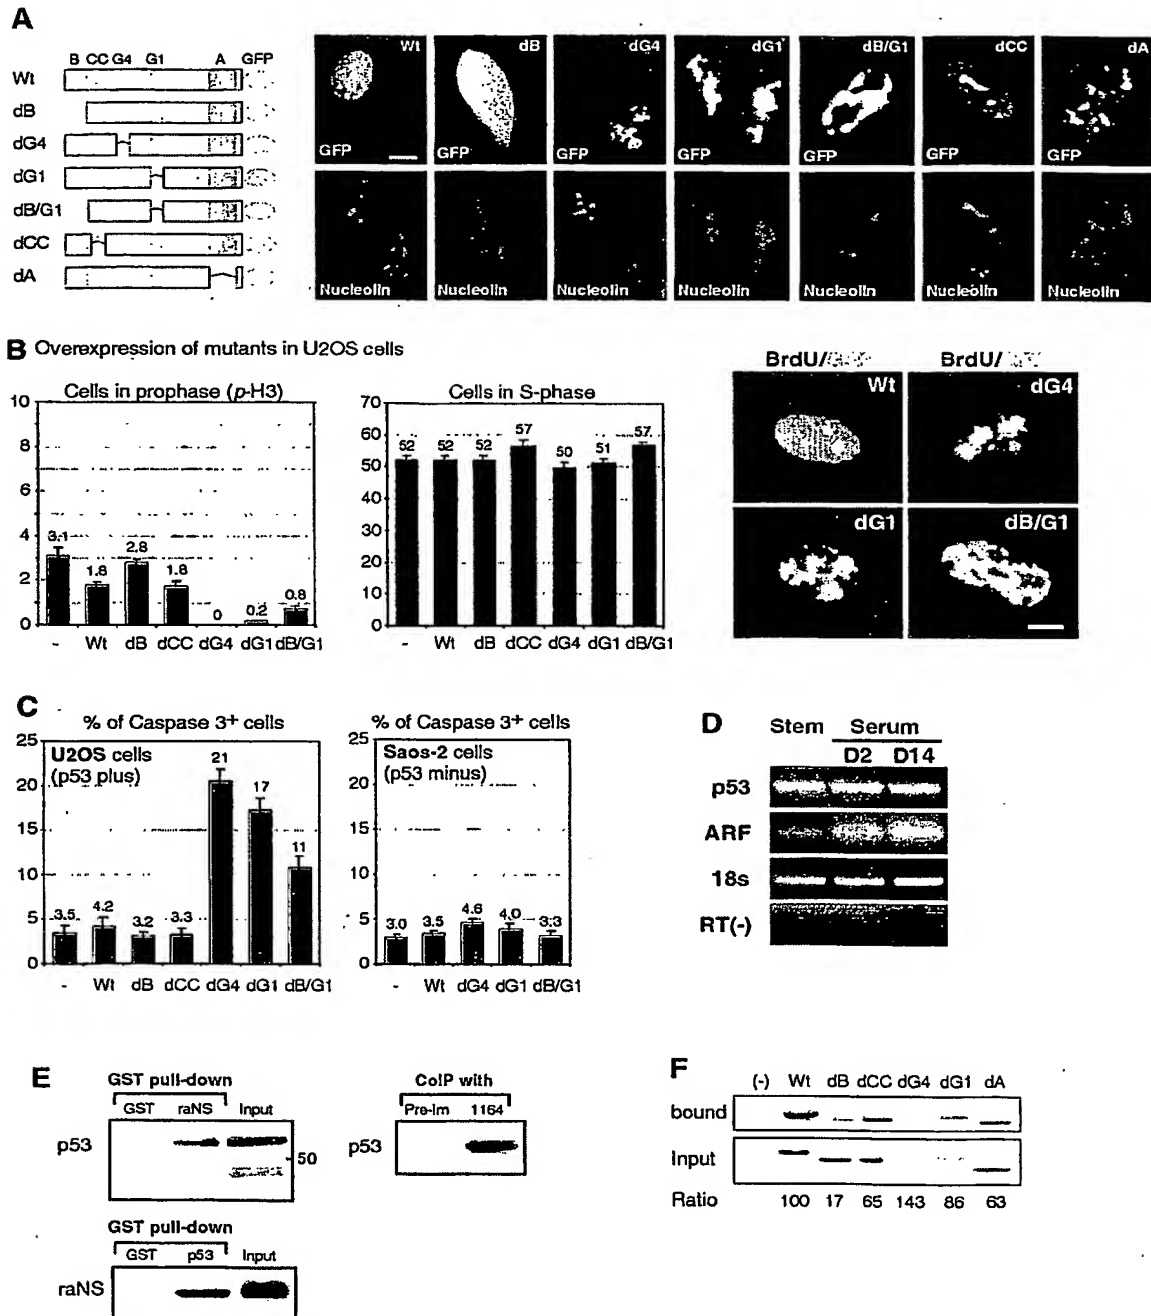 A
B CC G4 G1 A GFP
Wt
dB
dG4
dG1
dB/G1
dCC
dA
Wt dB dG4 dG1 dB/G1 dCC dA
GFP GFP GFP GFP GFP GFP GFP
Nucleolin Nucleolin Nucleolin Nucleolin Nucleolin Nucleolin Nucleolin
B Overexpression of mutants in U2OS cells
Cells in prophase (p-H3)
10
8
6
4
2
0
3.1 1.8 2.8 1.8 0 0.2 0.8
- Wt dB dCC dG4 dG1 dB/G1
Cells in S-phase
70
60
50
40
30
20
10
0
52 52 52 57 50 51 57
- Wt dB dCC dG4 dG1 dB/G1
BrdU/ BrdU/
Wt dG4
dG1 dB/G1
C
% of Caspase 3+ cells
25
20
15
10
5
0
U2OS cells
(p53 plus)
3.5 4.2 3.2 3.3 21 17 11
- Wt dB dCC dG4 dG1 dB/G1
% of Caspase 3+ cells
25
20
15
10
5
0
Saos-2 cells
(p53 minus)
3.0 3.5 4.6 4.0 3.3
- Wt dG4 dG1 dB/G1
D
Stem Serum
D2 D14
p53
ARF
18s
RT(-)
E
GST pull-down
GST raNS Input
p53
50
CoIP with
Pre-im 1164
p53
GST pull-down
GST p53 Input
raNS
F
(-) Wt dB dCC dG4 dG1 dA
bound
Input
Ratio 100 17 65 143 86 63